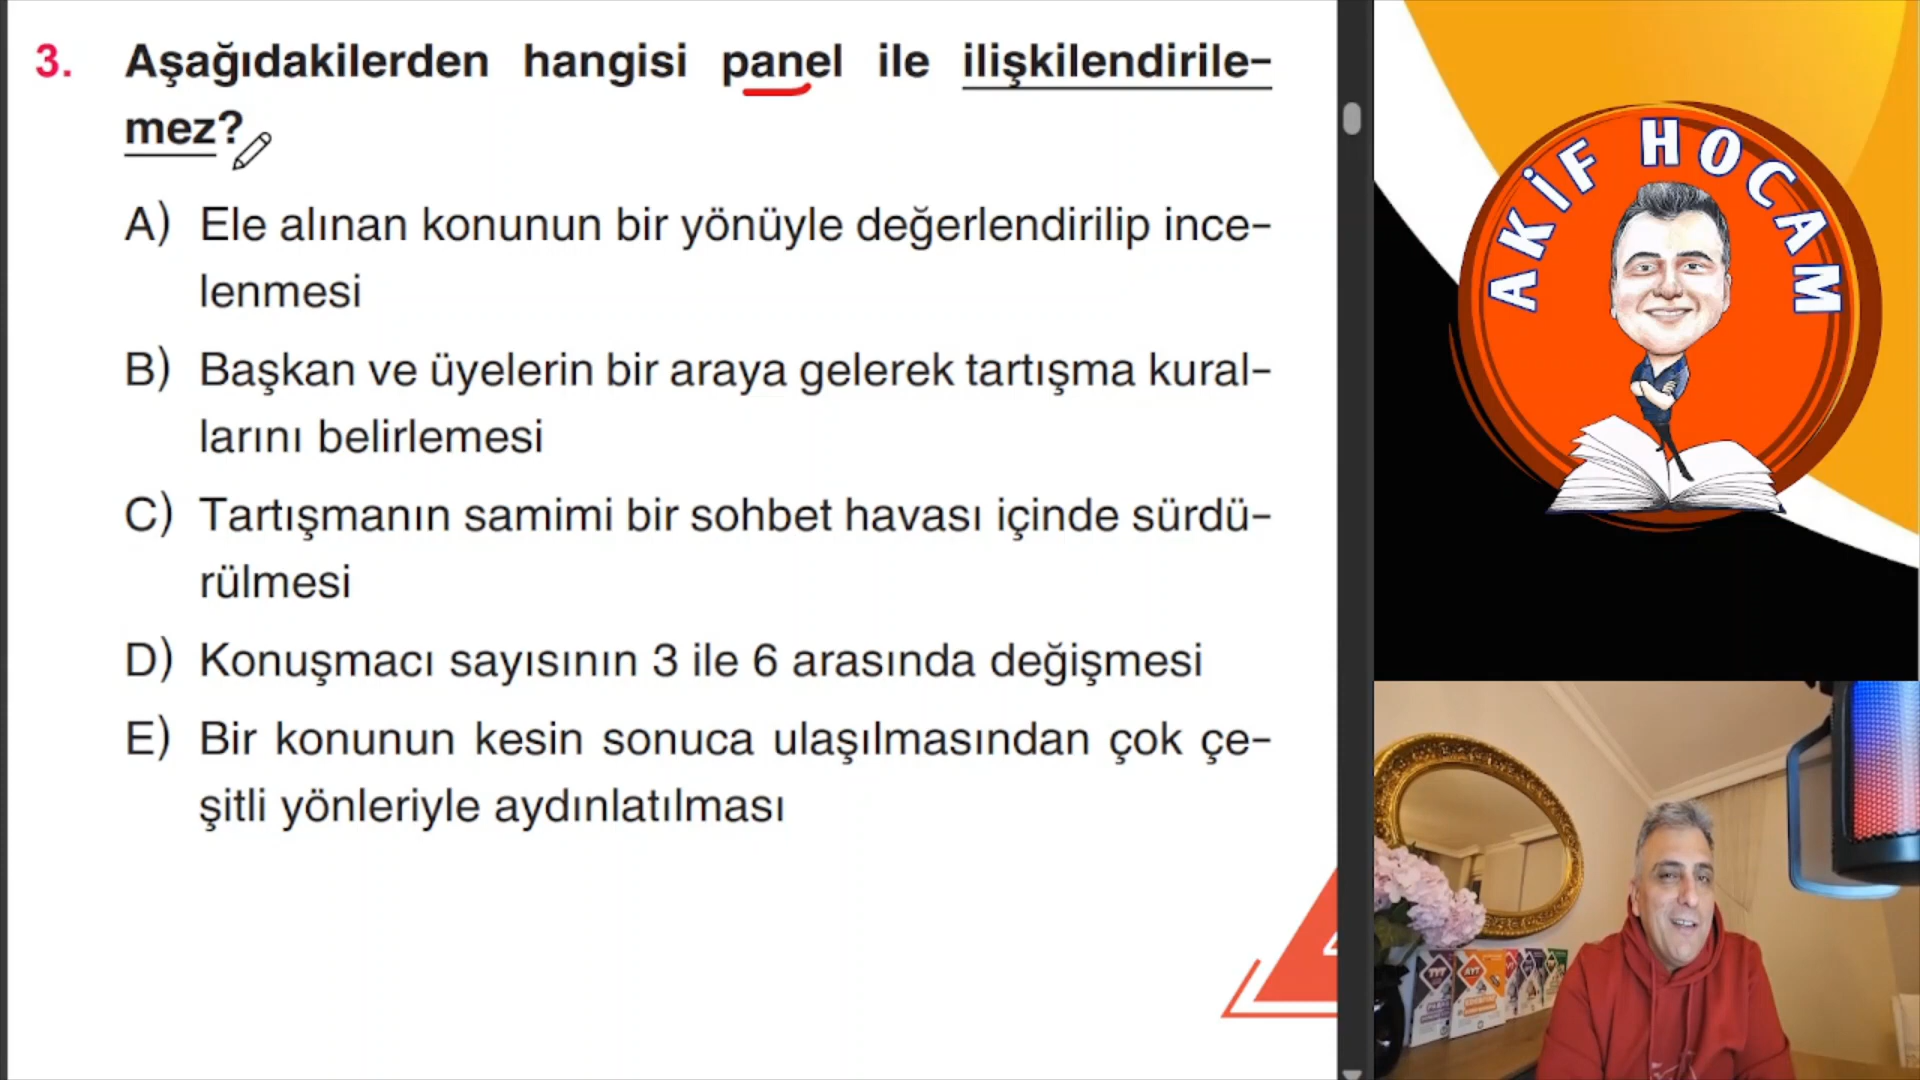 3. Aşağıdakilerden hangisi panel ile ilişkilendirile-
mez?
A) Ele alınan konunun bir yönüyle değerlendirilip ince-
lenmesi
B) Başkan ve üyelerin bir araya gelerek tartışma kural-
larını belirlemesi
C) Tartışmanın samimi bir sohbet havası içinde sürdü-
rülmesi
D) Konuşmacı sayısının 3 ile 6 arasında değişmesi
E) Bir konunun kesin sonuca ulaşılmasından çok çe-
şitli yönleriyle aydınlatılması
AKİF HOCAM
TYT
AYT